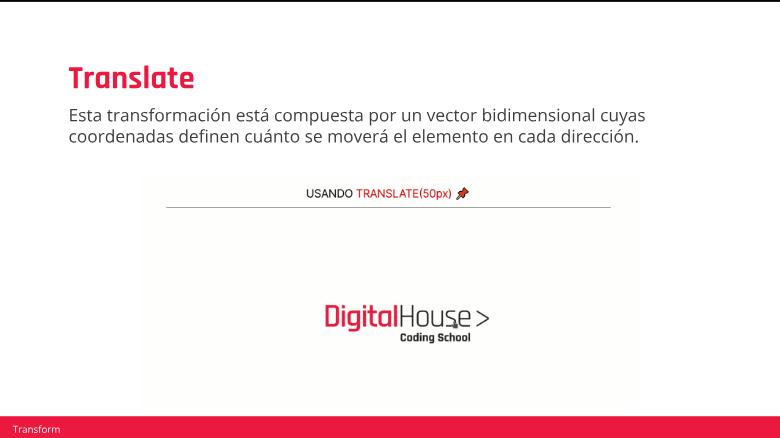 Translate
Esta transformación está compuesta por un vector bidimensional cuyas
coordenadas definen cuánto se moverá el elemento en cada dirección.
USANDO TRANSLATE(50px)
DigitalHouse>
Coding School
Transform